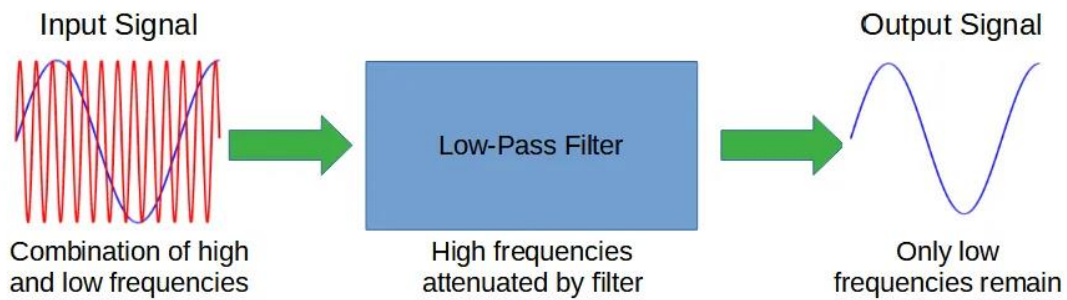 Input Signal
Output Signal
Low-Pass Filter
Combination of high
and low frequencies
High frequencies
attenuated by filter
Only low
frequencies remain